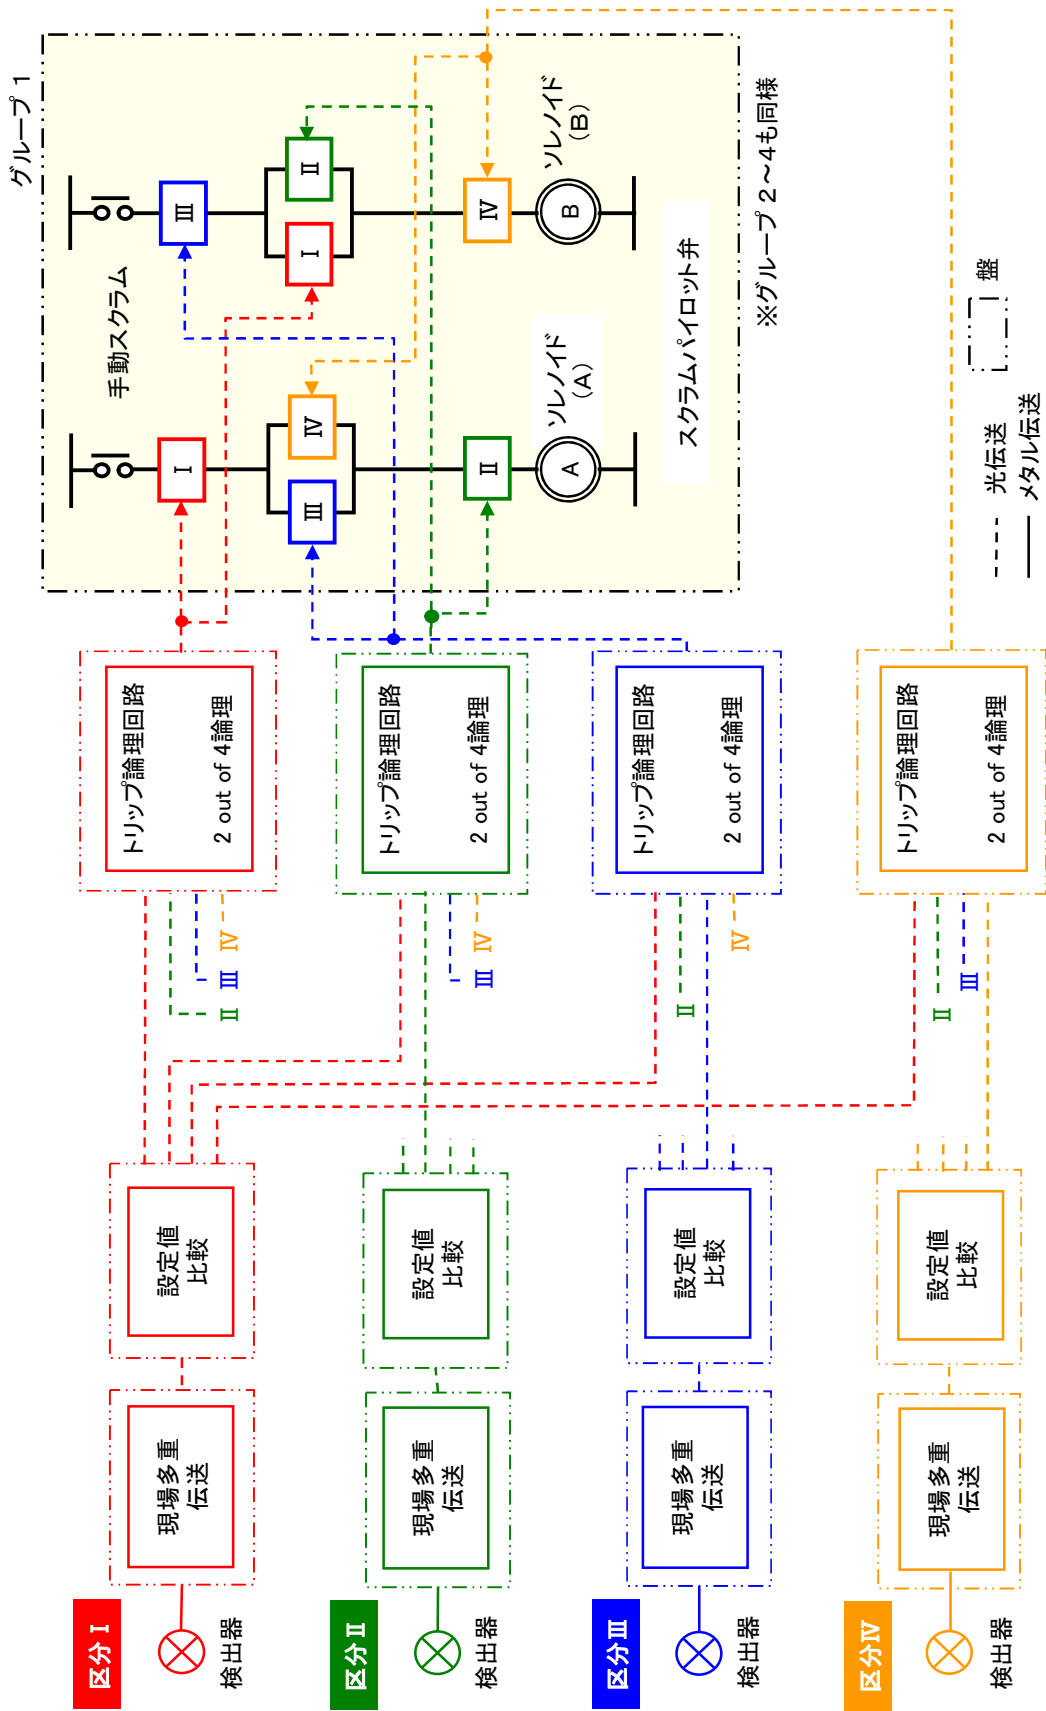 区分Ⅰ
検出器
現場多重
伝送
設定値
比較
Ⅱ
Ⅲ
Ⅳ
トリップ論理回路
2 out of 4論理
区分Ⅱ
検出器
現場多重
伝送
設定値
比較
Ⅲ
Ⅳ
トリップ論理回路
2 out of 4論理
区分Ⅲ
検出器
現場多重
伝送
設定値
比較
Ⅱ
Ⅳ
トリップ論理回路
2 out of 4論理
区分Ⅳ
検出器
現場多重
伝送
設定値
比較
Ⅱ
Ⅲ
トリップ論理回路
2 out of 4論理
グループ 1
手動スクラム
Ⅰ
Ⅲ
Ⅳ
Ⅱ
A
ソレノイド
(A)
Ⅲ
Ⅰ
Ⅱ
Ⅳ
B
ソレノイド
(B)
スクラムパイロット弁
※グループ 2～4も同様
光伝送
メタル伝送
盤